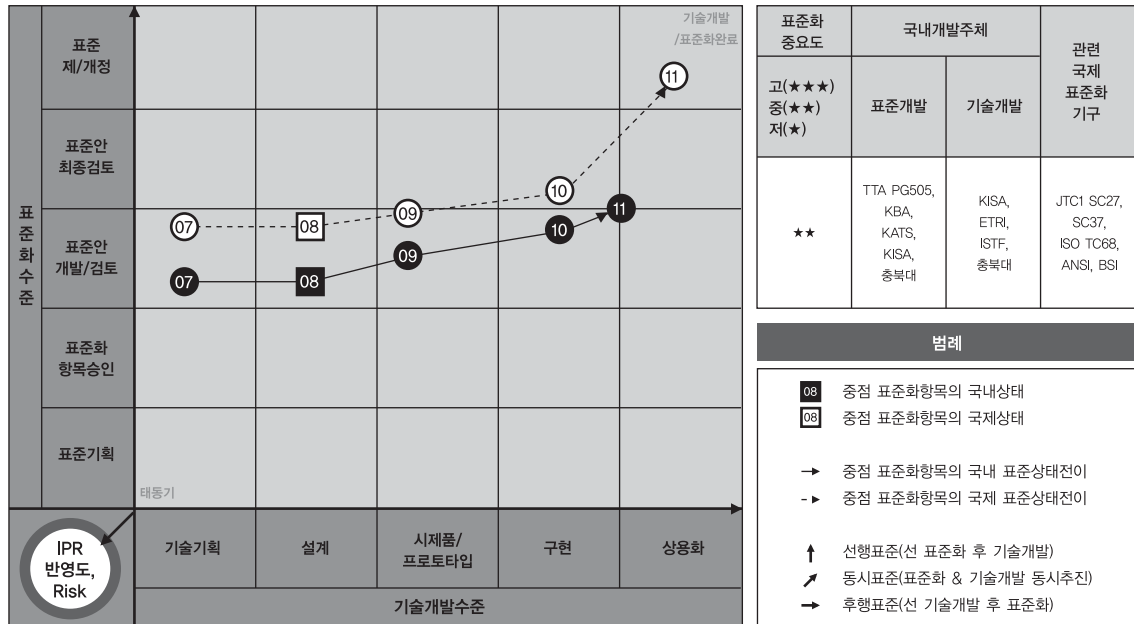 표준화수준
표준
제/개정
표준안
최종검토
표준안
개발/검토
표준화
항목승인
표준기획
기술개발
/표준화완료
11
10
09
08
07
11
10
09
08
07
태동기
IPR
반영도,
Risk
기술기획
설계
시제품/
프로토타입
구현
상용화
기술개발수준
표준화
중요도
국내개발주체
관련
국제
표준화
기구
고(★★★)
중(★★)
저(★)
표준개발
기술개발
★★
TTA PG505,
KBA,
KATS,
KISA,
충북대
KISA,
ETRI,
ISTF,
충북대
JTC1 SC27,
SC37,
ISO TC68,
ANSI, BSI
범례
08 중점 표준화항목의 국내상태
08 중점 표준화항목의 국제상태
중점 표준화항목의 국내 표준상태전이
중점 표준화항목의 국제 표준상태전이
선행표준(선 표준화 후 기술개발)
동시표준(표준화 & 기술개발 동시추진)
후행표준(선 기술개발 후 표준화)